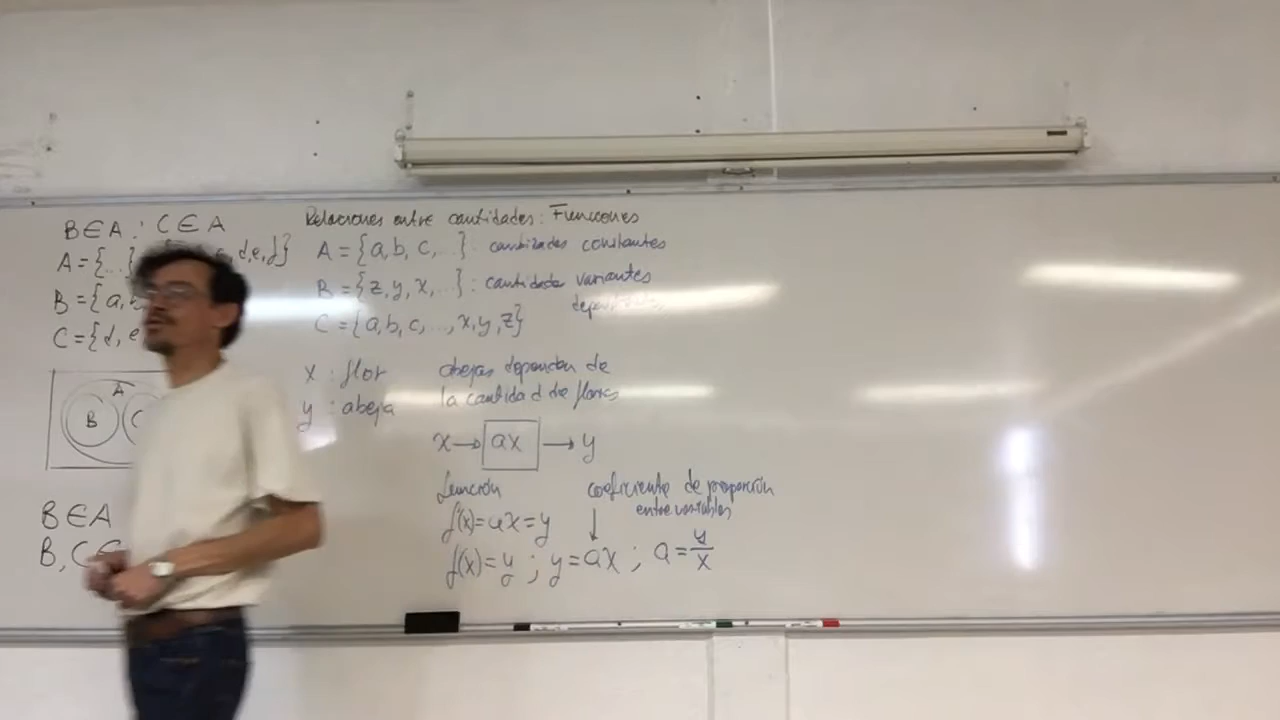 B∈A : C∈A
A={...} d,e,f}
B={a,b
C={d,e
A
B C
B∈A
B,C∈
Relaciones entre cantidades: Funciones
A={a,b,c,...}: cantidades constantes
B={z,y,x,...}: cantidades variantes
C={a,b,c,...,x,y,z}
x : flor
y : abeja
abejas dependen de
la cantidad de flores
x→ ax → y
función
f(x)=ax=y
coeficiente de proporción
entre variables
f(x)=y ; y=ax ; a=y/x